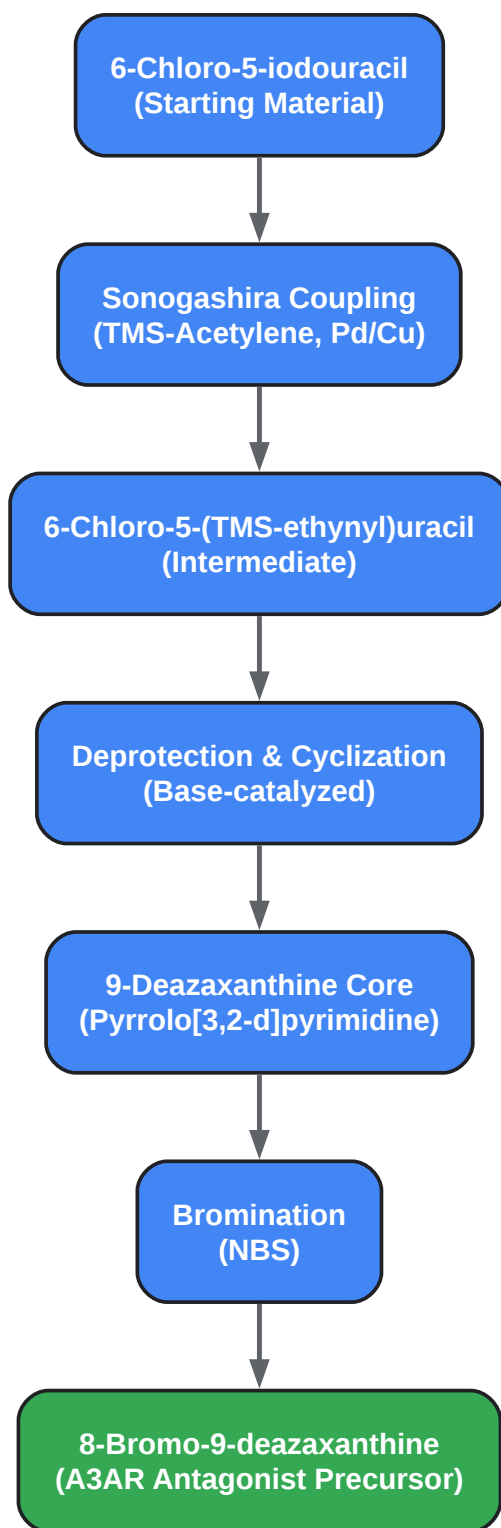 6-Chloro-5-iodouracil
(Starting Material)
Sonogashira Coupling
(TMS-Acetylene, Pd/Cu)
6-Chloro-5-(TMS-ethynyl)uracil
(Intermediate)
Deprotection & Cyclization
(Base-catalyzed)
9-Deazaxanthine Core
(Pyrrolo[3,2-d]pyrimidine)
Bromination
(NBS)
8-Bromo-9-deazaxanthine
(A3AR Antagonist Precursor)